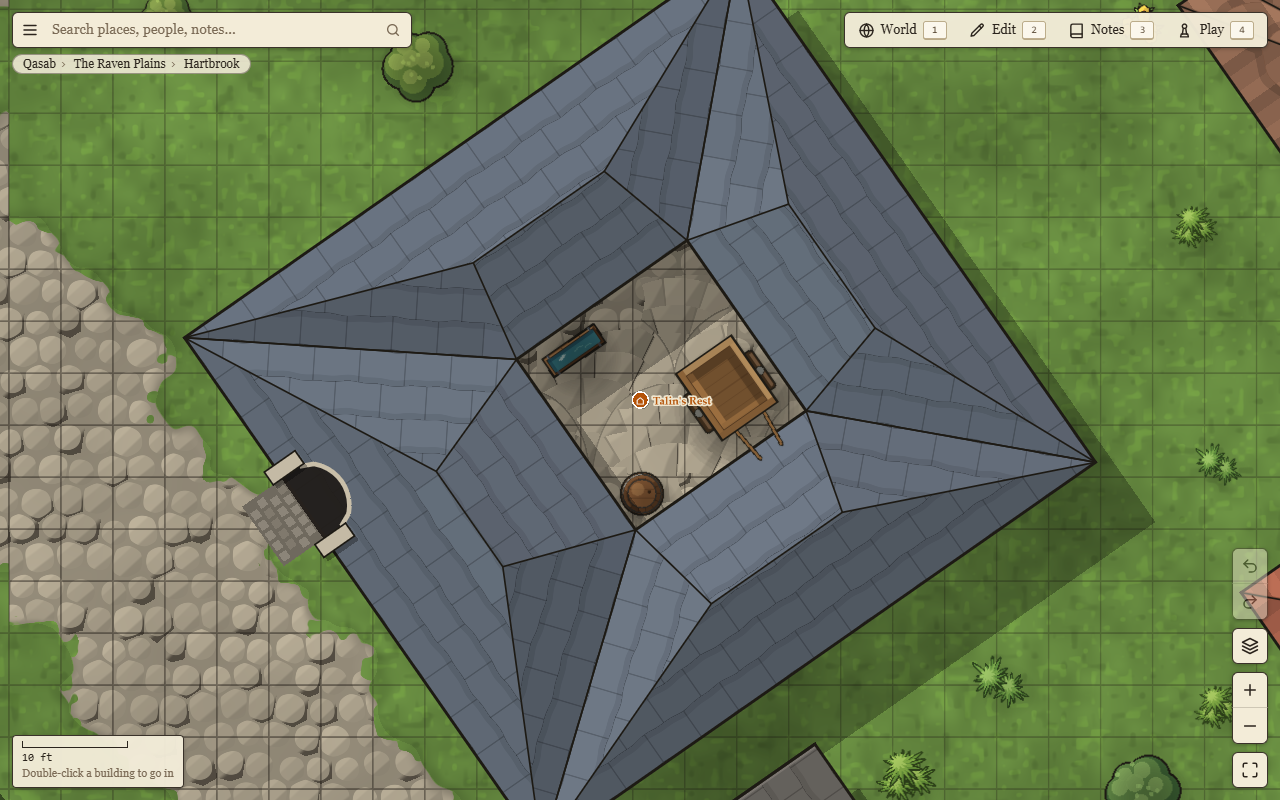 Search places, people, notes...
World 1
Edit 2
Notes 3
Play 4
Qasab › The Raven Plains › Hartbrook
Talin's Rest
10 ft
Double-click a building to go in